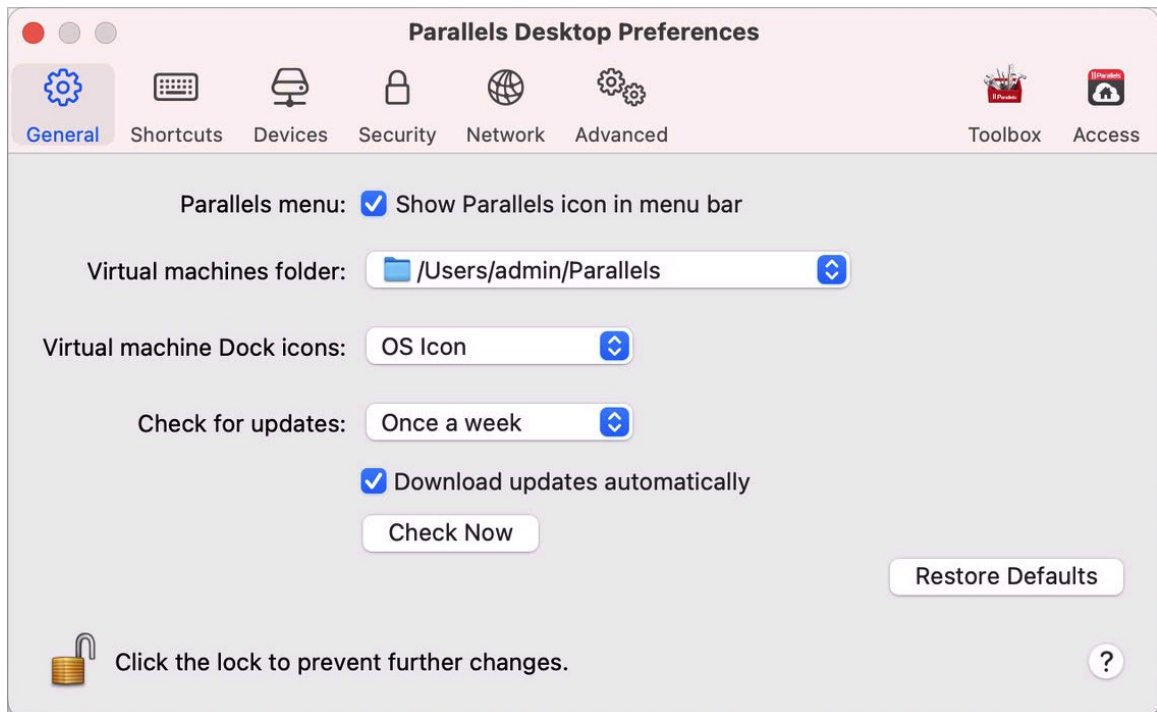 Parallels Desktop Preferences
General Shortcuts Devices Security Network Advanced Toolbox Access
Parallels menu: Show Parallels icon in menu bar
Virtual machines folder: /Users/admin/Parallels
Virtual machine Dock icons: OS Icon
Check for updates: Once a week
Download updates automatically
Check Now
Restore Defaults
Click the lock to prevent further changes. ?